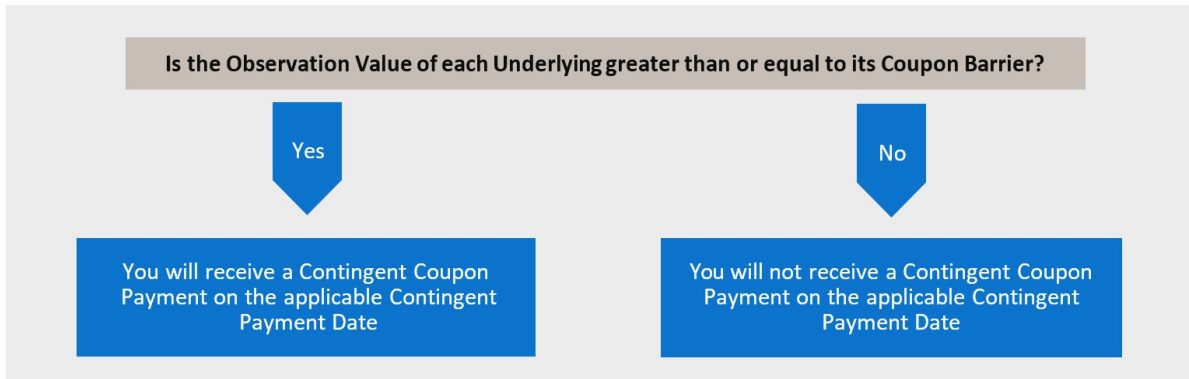 Is the Observation Value of each Underlying greater than or equal to its Coupon Barrier?
Yes
No
You will receive a Contingent Coupon
Payment on the applicable Contingent
Payment Date
You will not receive a Contingent Coupon
Payment on the applicable Contingent
Payment Date